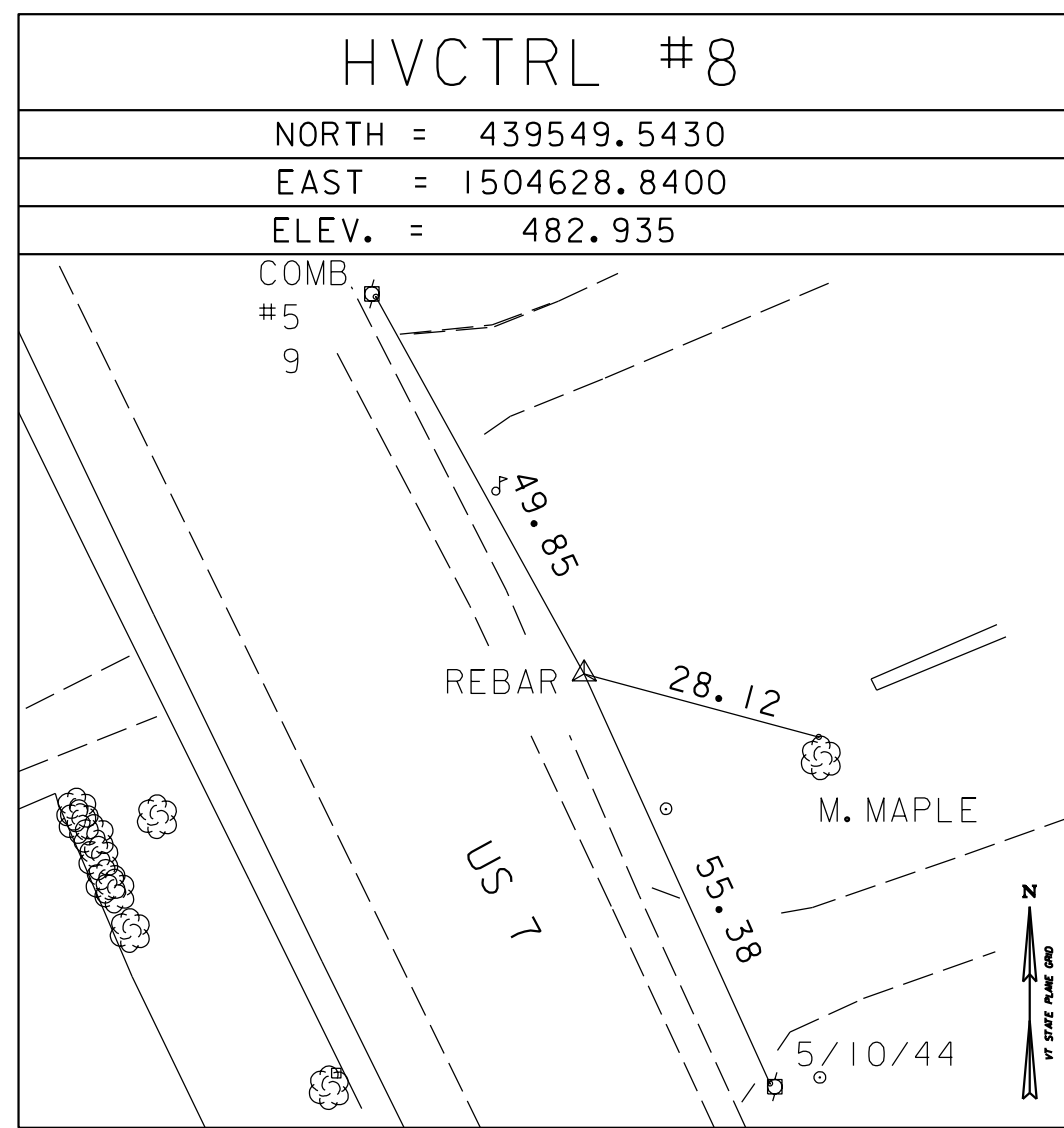 HVCTRL #8
NORTH = 439549.5430
EAST = 1504628.8400
ELEV. = 482.935
COMB.
#5
9
49.85
REBAR
28.12
M. MAPLE
US 7
55.38
N
VT STATE PLANE GRID
5/10/44